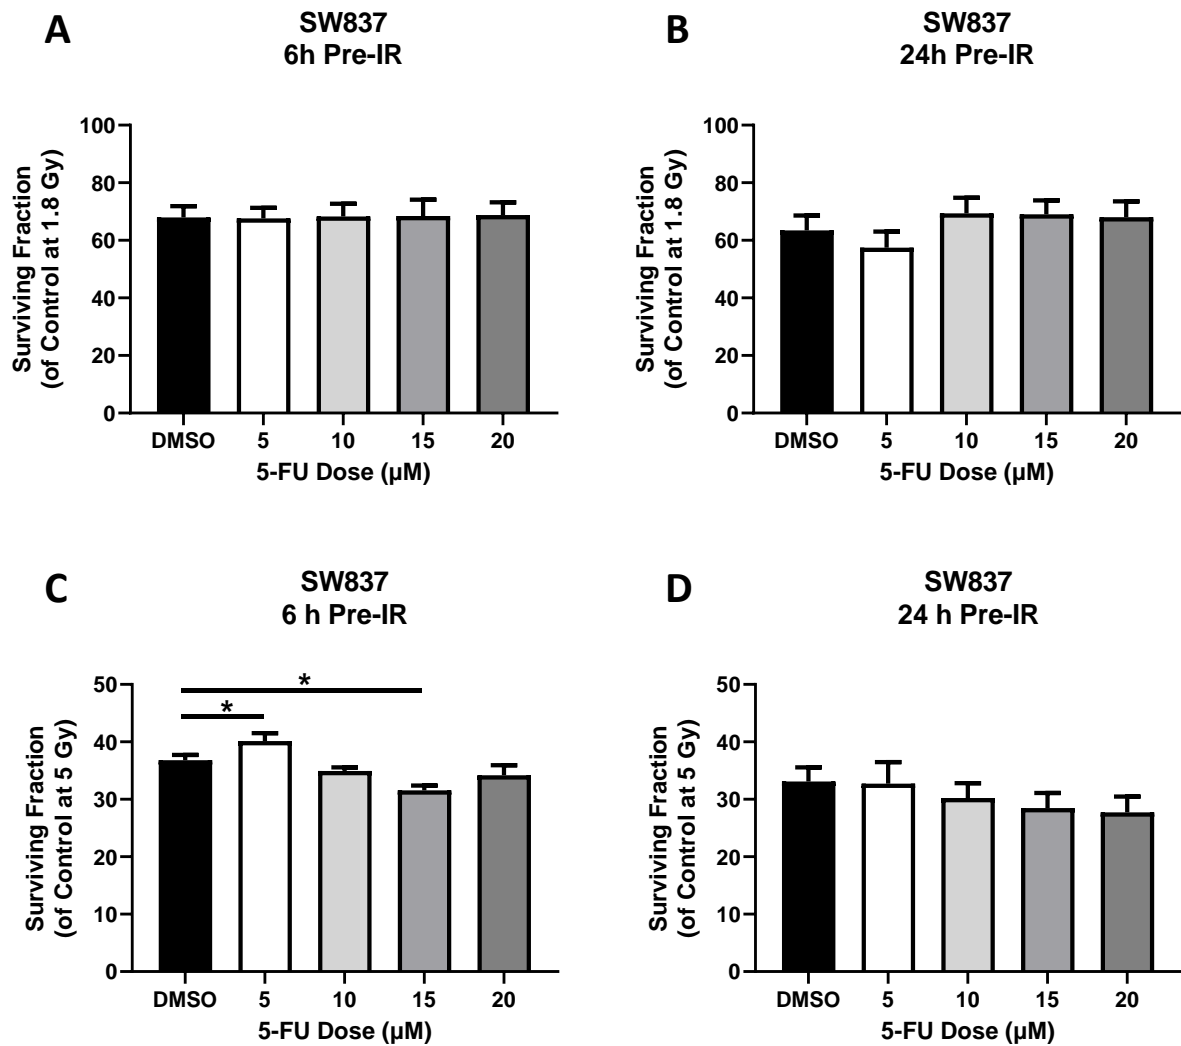 A
SW837
6h Pre-IR
Surviving Fraction
(of Control at 1.8 Gy)
100
80
60
40
20
0
DMSO 5 10 15 20
5-FU Dose (µM)
B
SW837
24h Pre-IR
Surviving Fraction
(of Control at 1.8 Gy)
100
80
60
40
20
0
DMSO 5 10 15 20
5-FU Dose (µM)
C
SW837
6 h Pre-IR
Surviving Fraction
(of Control at 5 Gy)
50
40
30
20
10
0
*
*
DMSO 5 10 15 20
5-FU Dose (µM)
D
SW837
24 h Pre-IR
Surviving Fraction
(of Control at 5 Gy)
50
40
30
20
10
0
DMSO 5 10 15 20
5-FU Dose (µM)